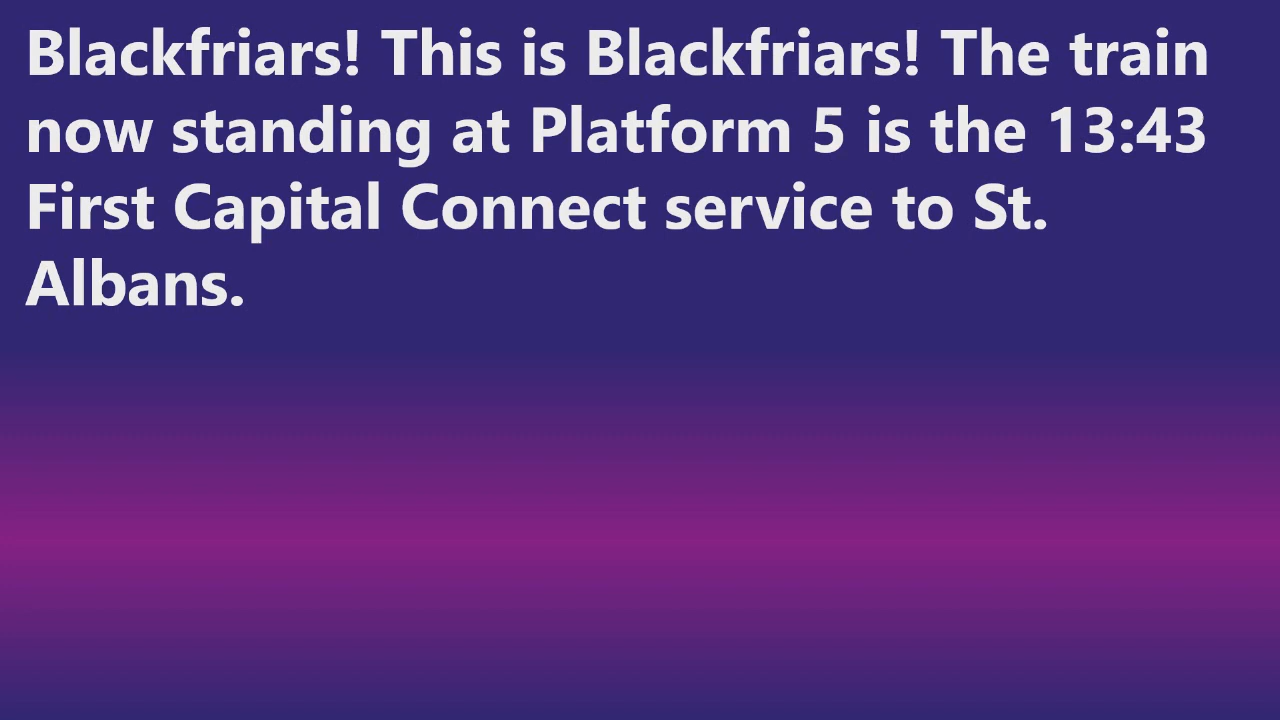 Blackfriars! This is Blackfriars! The train
now standing at Platform 5 is the 13:43
First Capital Connect service to St.
Albans.